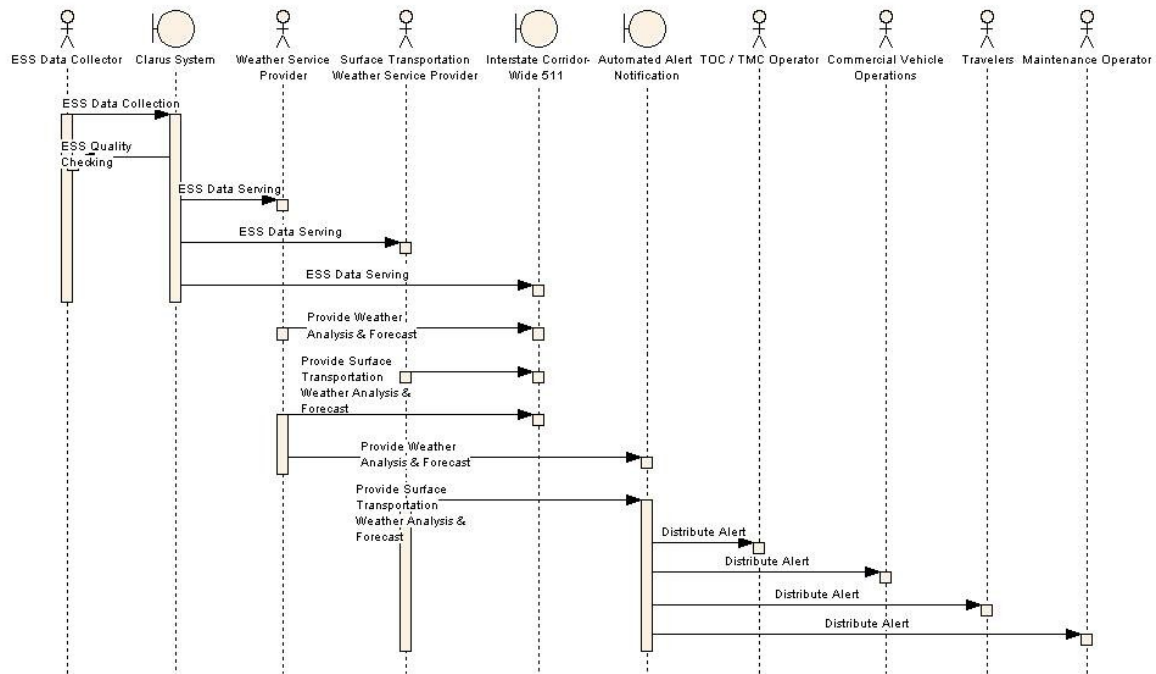 ESS Data Collector
Clarus System
Weather Service
Provider
Surface Transportation
Weather Service Provider
Interstate Corridor-
Wide 511
Automated Alert
Notification
TOC / TMC Operator
Commercial Vehicle
Operations
Travelers
Maintenance Operator
ESS Data Collection
ESS Quality
Checking
ESS Data Serving
ESS Data Serving
ESS Data Serving
Provide Weather
Analysis & Forecast
Provide Surface
Transportation
Weather Analysis &
Forecast
Provide Weather
Analysis & Forecast
Provide Surface
Transportation
Weather Analysis &
Forecast
Distribute Alert
Distribute Alert
Distribute Alert
Distribute Alert